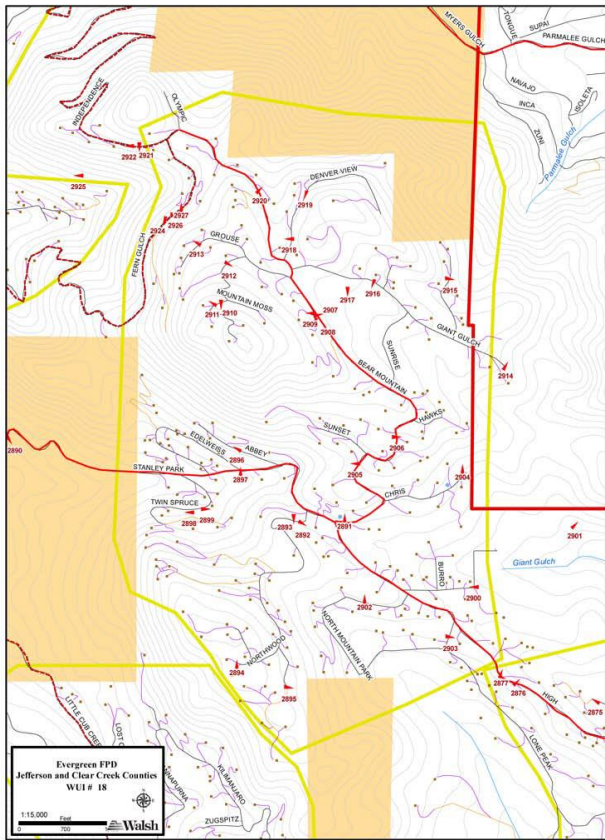 TONGUE
SUPAI
MYERS GULCH
PARMALEE GULCH
NAVAJO
INCA
ISOLETA
ZUNI
Parmalee Gulch
OLYMPIC
INDEPENDENCE
2922
2921
2925
DENVER VIEW
2920
2919
2927
2926
2924
GROUSE
2918
2913
FERN GULCH
2912
2917
2916
2915
MOUNTAIN MOSS
2911
2910
2907
2909
2908
GIANT GULCH
SUNRISE
BEAR MOUNTAIN
2914
HAWKS
SUNSET
EDELWEISS
ABBEY
2906
2890
2896
STANLEY PARK
2897
2905
2904
TWIN SPRUCE
CHRIS
2898
2899
2893
2892
2891
2901
BURRO
Giant Gulch
2900
2902
NORTHWOOD
NORTH MOUNTAIN PARK
2903
2894
2877
2876
2895
HIGH
2875
LITTLE CUB CREEK
LONE PEAK
KILIMANJARO
ZUGSPITZ
Evergreen FPD
Jefferson and Clear Creek Counties
WUI # 18
1:15,000
Feet
0
700
Walsh